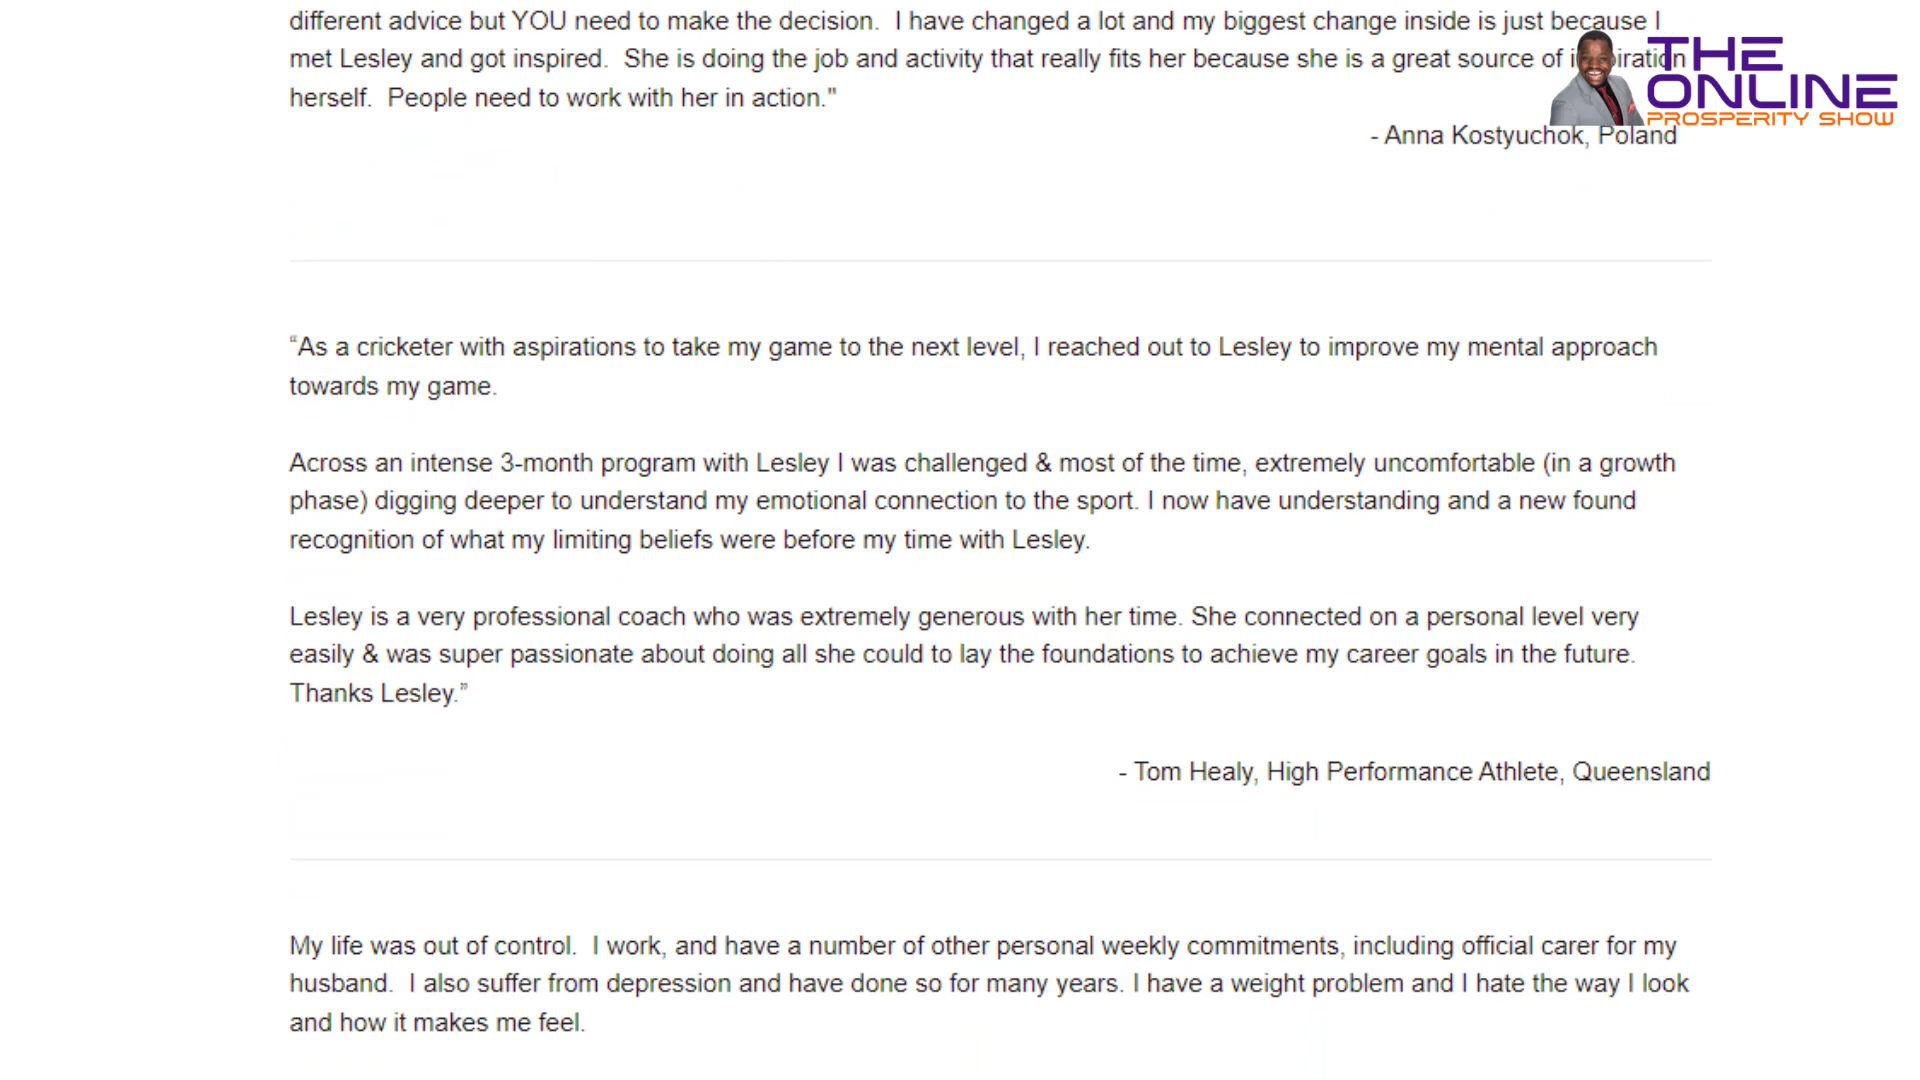 different advice but YOU need to make the decision.  I have changed a lot and my biggest change inside is just because I
met Lesley and got inspired.  She is doing the job and activity that really fits her because she is a great source of inspiration
herself.  People need to work with her in action."
- Anna Kostyuchok, Poland
THE
ONLINE
PROSPERITY SHOW
“As a cricketer with aspirations to take my game to the next level, I reached out to Lesley to improve my mental approach
towards my game.
Across an intense 3-month program with Lesley I was challenged & most of the time, extremely uncomfortable (in a growth
phase) digging deeper to understand my emotional connection to the sport. I now have understanding and a new found
recognition of what my limiting beliefs were before my time with Lesley.
Lesley is a very professional coach who was extremely generous with her time. She connected on a personal level very
easily & was super passionate about doing all she could to lay the foundations to achieve my career goals in the future.
Thanks Lesley.”
- Tom Healy, High Performance Athlete, Queensland
My life was out of control.  I work, and have a number of other personal weekly commitments, including official carer for my
husband.  I also suffer from depression and have done so for many years. I have a weight problem and I hate the way I look
and how it makes me feel.